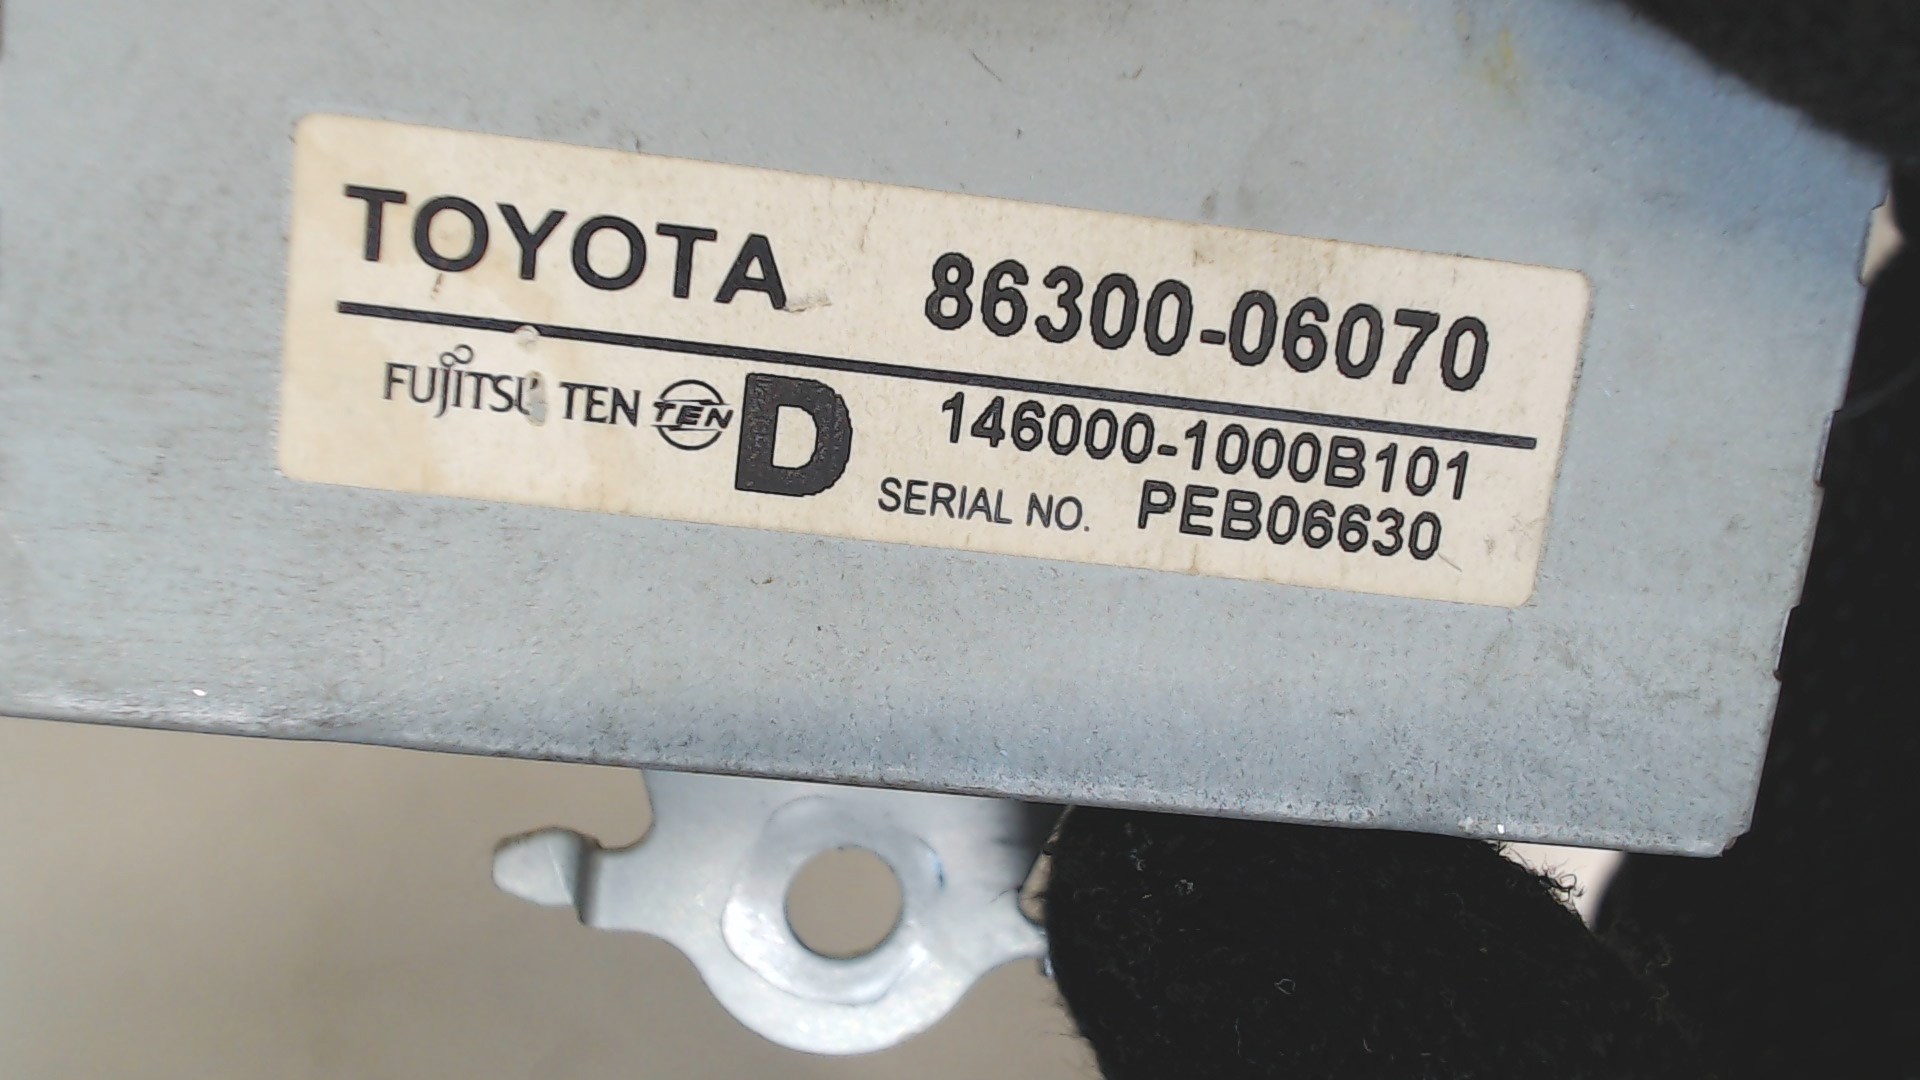 TOYOTA 86300-06070
FUJITSU TEN TEN D 146000-1000B101
SERIAL NO. PEB06630